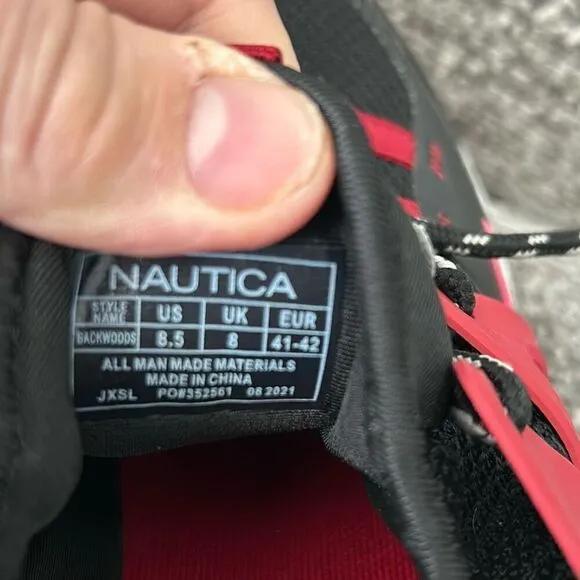 NAUTICA
STYLE NAME US UK EUR
BACKWOODS 8.5 8 41-42
ALL MAN MADE MATERIALS
MADE IN CHINA
JXSL PO#352561 08.2021